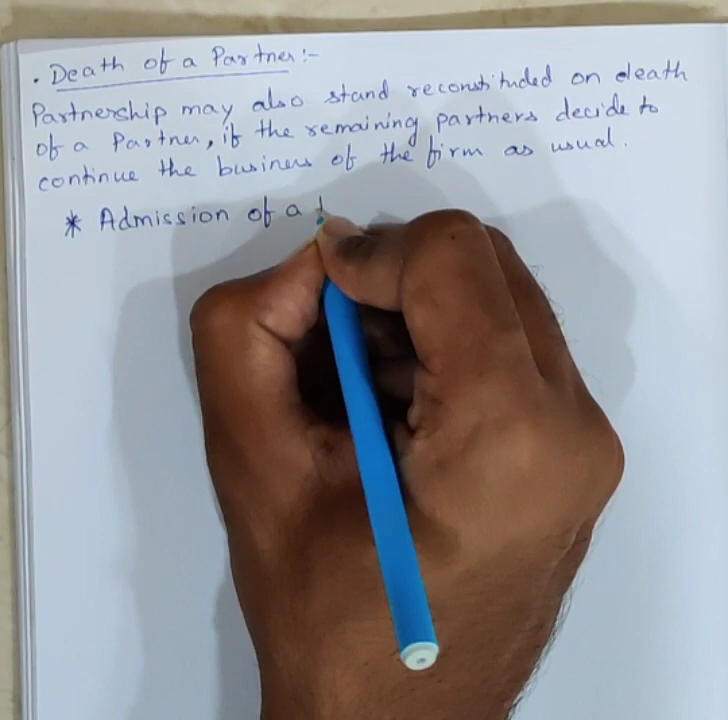 . Death of a Partner :-
Partnership may also stand reconstituded on death
of a Partner, if the remaining partners decide to
continue the business of the firm as usual.
* Admission of a